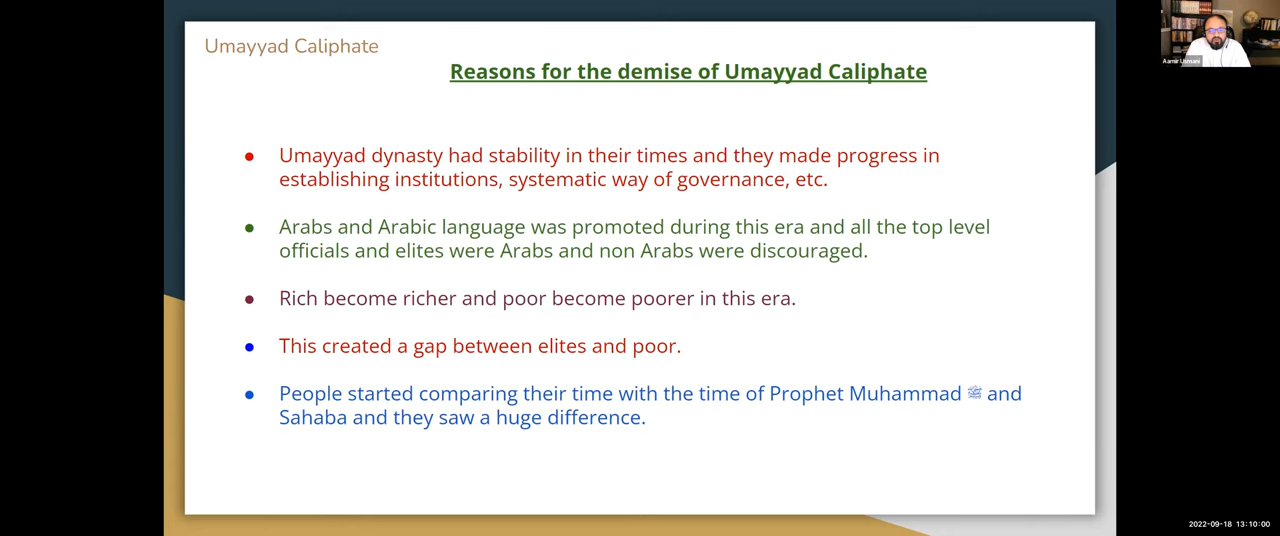 Umayyad Caliphate
Reasons for the demise of Umayyad Caliphate
Aamir Usmani
● Umayyad dynasty had stability in their times and they made progress in
establishing institutions, systematic way of governance, etc.
● Arabs and Arabic language was promoted during this era and all the top level
officials and elites were Arabs and non Arabs were discouraged.
● Rich become richer and poor become poorer in this era.
● This created a gap between elites and poor.
● People started comparing their time with the time of Prophet Muhammad ﷺ and
Sahaba and they saw a huge difference.
2022-09-18 13:10:00